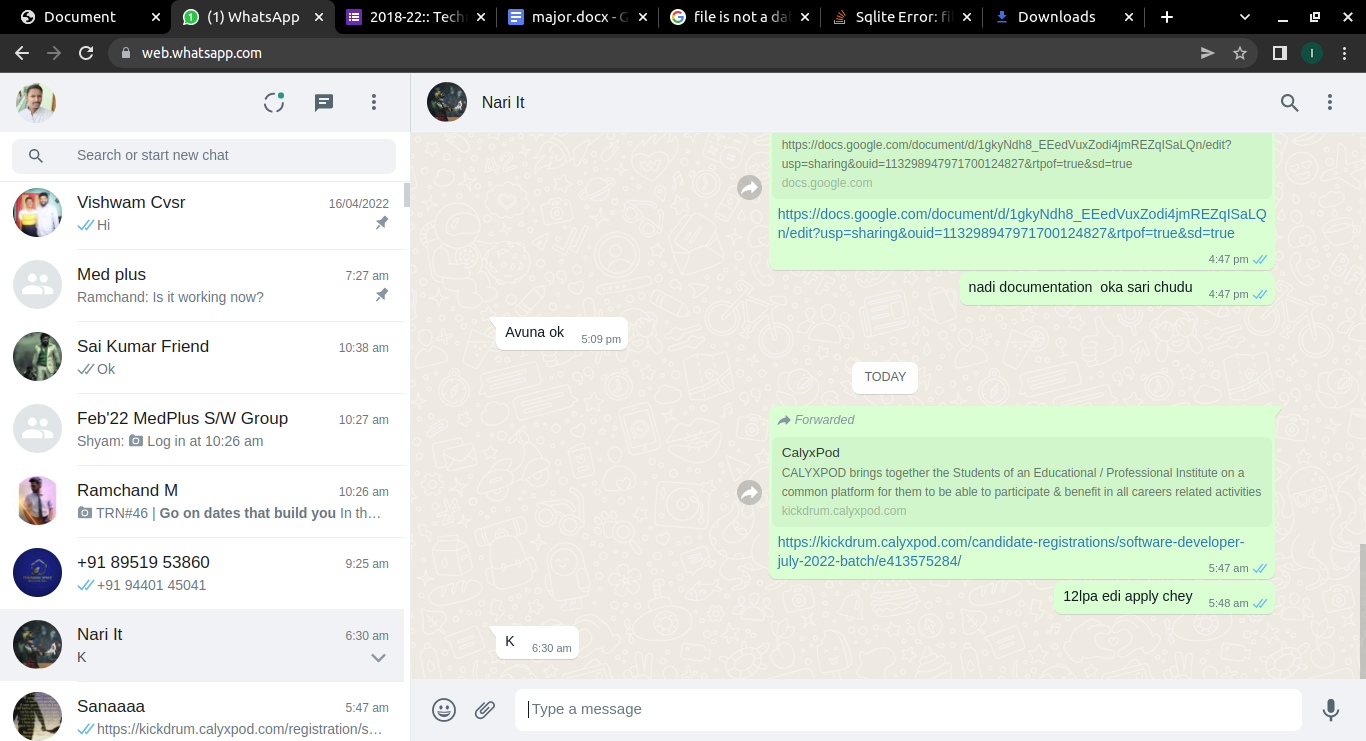 Document
(1) WhatsApp
2018-22:: Techn
major.docx - G
file is not a dat
Sqlite Error: fil
Downloads
web.whatsapp.com
I
Search or start new chat
Vishwam Cvsr
16/04/2022
Hi
Med plus
7:27 am
Ramchand: Is it working now?
Sai Kumar Friend
10:38 am
Ok
Feb'22 MedPlus S/W Group
10:27 am
Shyam: Log in at 10:26 am
Ramchand M
10:26 am
TRN#46 | Go on dates that build you In th…
+91 89519 53860
9:25 am
+91 94401 45041
Nari It
6:30 am
K
Sanaaaa
5:47 am
https://kickdrum.calyxpod.com/registration/s…
Nari It
https://docs.google.com/document/d/1gkyNdh8_EEedVuxZodi4jmREZqISaLQn/edit?
usp=sharing&ouid=113298947971700124827&rtpof=true&sd=true
docs.google.com
https://docs.google.com/document/d/1gkyNdh8_EEedVuxZodi4jmREZqISaLQ
n/edit?usp=sharing&ouid=113298947971700124827&rtpof=true&sd=true
4:47 pm
nadi documentation  oka sari chudu
4:47 pm
Avuna ok
5:09 pm
TODAY
Forwarded
CalyxPod
CALYXPOD brings together the Students of an Educational / Professional Institute on a
common platform for them to be able to participate & benefit in all careers related activities
kickdrum.calyxpod.com
https://kickdrum.calyxpod.com/candidate-registrations/software-developer-
july-2022-batch/e413575284/
5:47 am
12lpa edi apply chey
5:48 am
K
6:30 am
Type a message